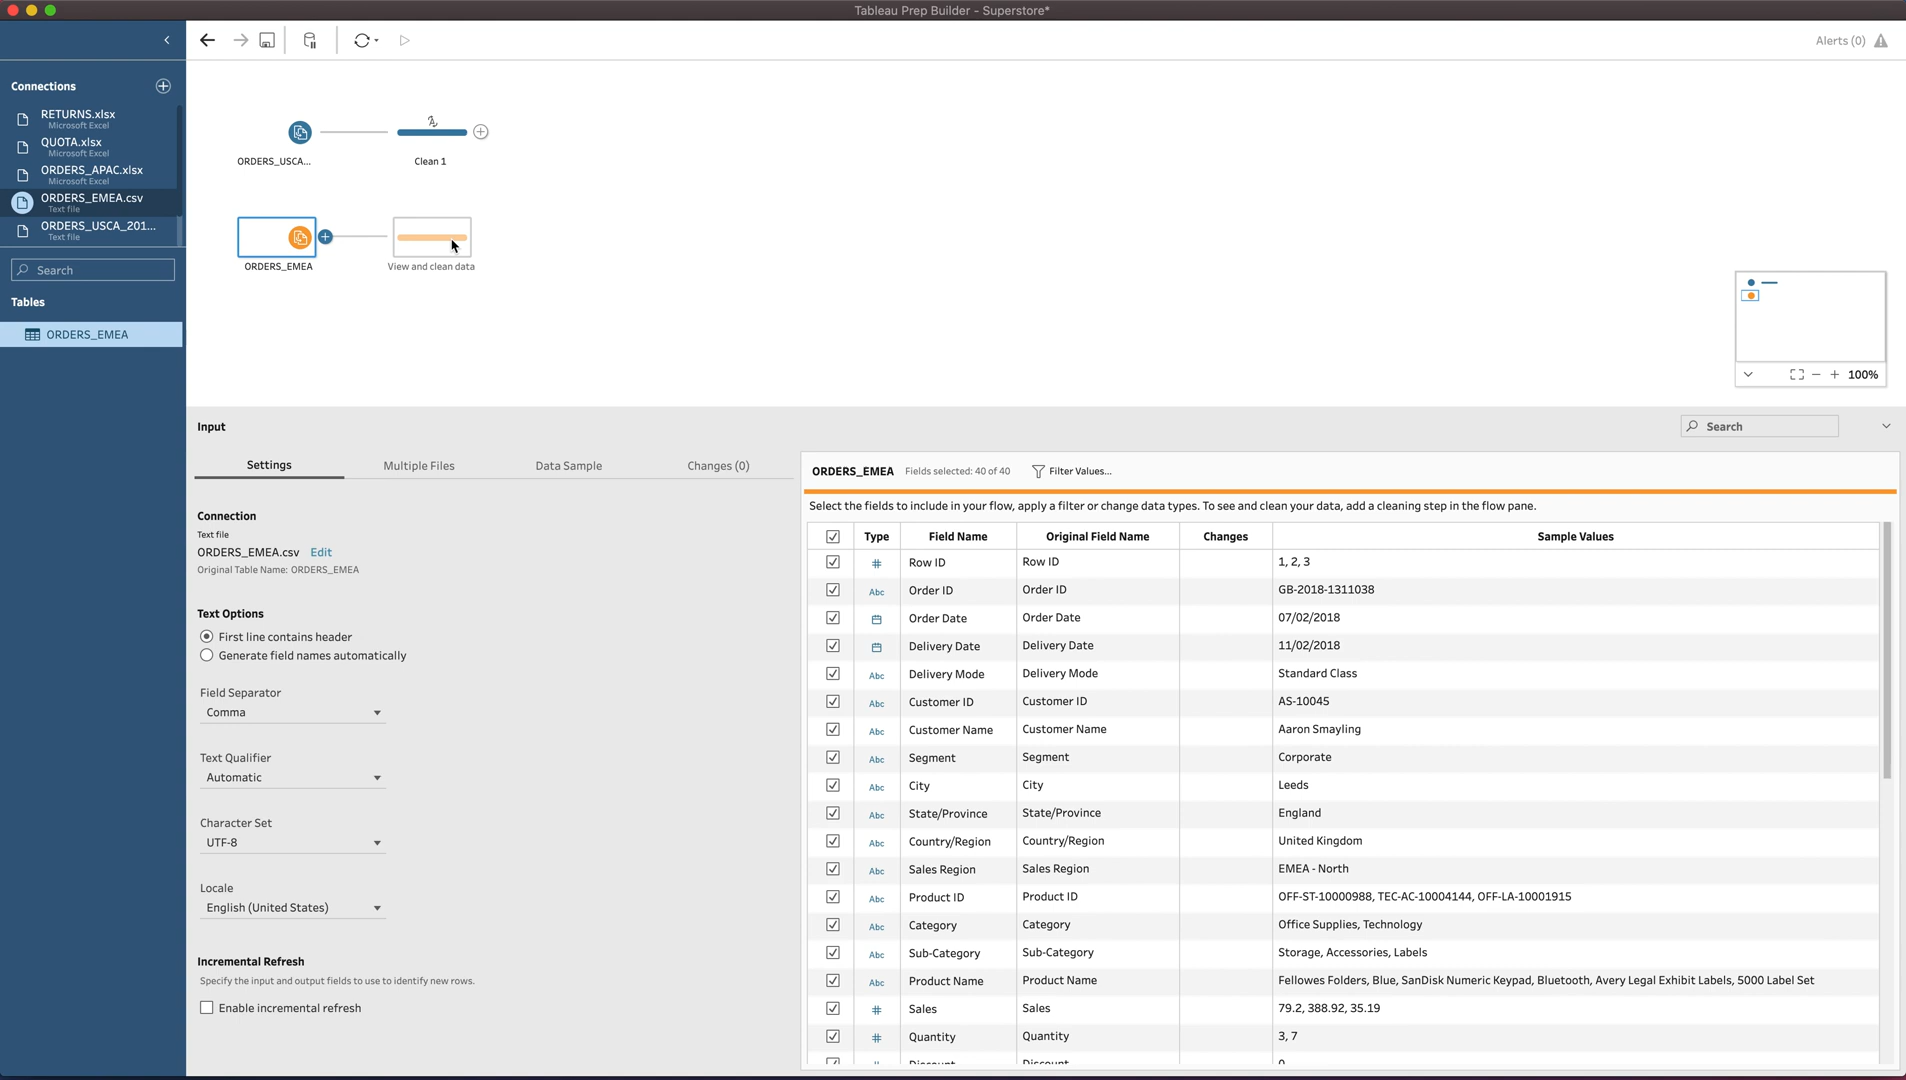 Tableau Prep Builder - Superstore*
Alerts (0)
Connections
RETURNS.xlsx
Microsoft Excel
QUOTA.xlsx
Microsoft Excel
ORDERS_APAC.xlsx
Microsoft Excel
ORDERS_EMEA.csv
Text file
ORDERS_USCA_201...
Text file
Search
Tables
ORDERS_EMEA
ORDERS_USCA...
Clean 1
ORDERS_EMEA
View and clean data
100%
Input
Search
Settings
Multiple Files
Data Sample
Changes (0)
Connection
Text file
ORDERS_EMEA.csv Edit
Original Table Name: ORDERS_EMEA
Text Options
First line contains header
Generate field names automatically
Field Separator
Comma
Text Qualifier
Automatic
Character Set
UTF-8
Locale
English (United States)
Incremental Refresh
Specify the input and output fields to use to identify new rows.
Enable incremental refresh
ORDERS_EMEA Fields selected: 40 of 40 Filter Values...
Select the fields to include in your flow, apply a filter or change data types. To see and clean your data, add a cleaning step in the flow pane.
Type Field Name Original Field Name Changes Sample Values
# Row ID Row ID 1, 2, 3
Abc Order ID Order ID GB-2018-1311038
Order Date Order Date 07/02/2018
Delivery Date Delivery Date 11/02/2018
Abc Delivery Mode Delivery Mode Standard Class
Abc Customer ID Customer ID AS-10045
Abc Customer Name Customer Name Aaron Smayling
Abc Segment Segment Corporate
Abc City City Leeds
Abc State/Province State/Province England
Abc Country/Region Country/Region United Kingdom
Abc Sales Region Sales Region EMEA - North
Abc Product ID Product ID OFF-ST-10000988, TEC-AC-10004144, OFF-LA-10001915
Abc Category Category Office Supplies, Technology
Abc Sub-Category Sub-Category Storage, Accessories, Labels
Abc Product Name Product Name Fellowes Folders, Blue, SanDisk Numeric Keypad, Bluetooth, Avery Legal Exhibit Labels, 5000 Label Set
# Sales Sales 79.2, 388.92, 35.19
# Quantity Quantity 3, 7
# Discount Discount 0